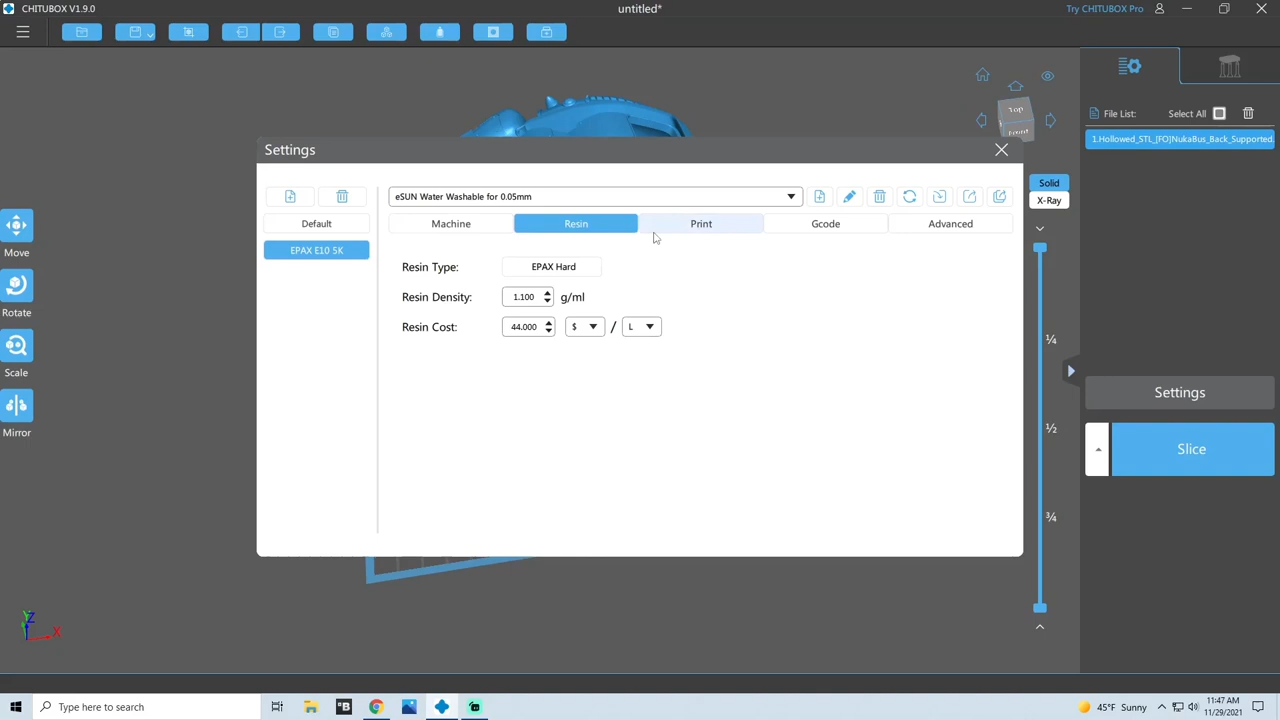 CHITUBOX V1.9.0
untitled*
Try CHITUBOX Pro
Top
Front
File List:
Select All
1.Hollowed_STL_[FO]NukaBus_Back_Supported.
Solid
X-Ray
Settings
eSUN Water Washable for 0.05mm
Default
Machine
Resin
Print
Gcode
Advanced
EPAX E10 5K
Resin Type:
EPAX Hard
Resin Density:
1.100
g/ml
Resin Cost:
44.000
$
/
L
Move
Rotate
Scale
Mirror
¼
½
¾
Settings
Slice
Y
Z
X
Type here to search
45°F Sunny
11:47 AM
11/29/2021